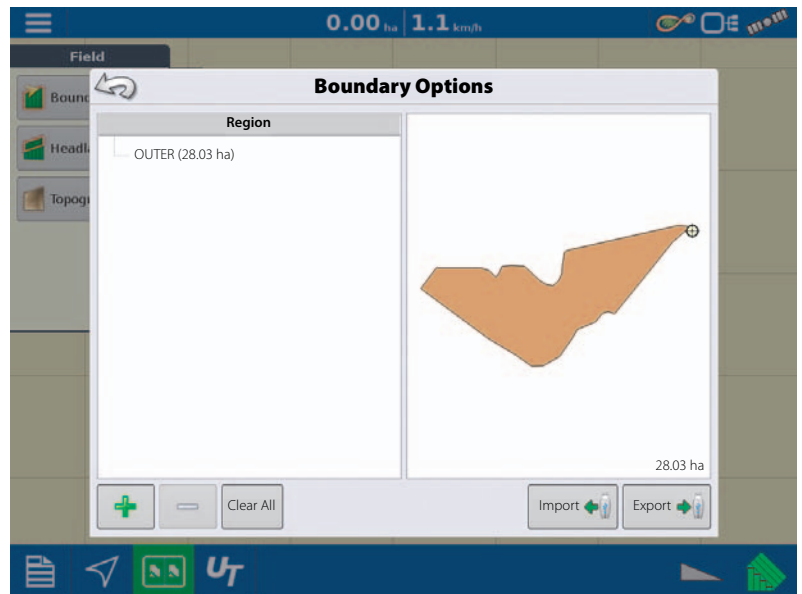 0.00 ha 1.1 km/h
Field
Boundary Options
Bound
Region
OUTER (28.03 ha)
Headl
Topogr
28.03 ha
Clear All
Import
Export
UT